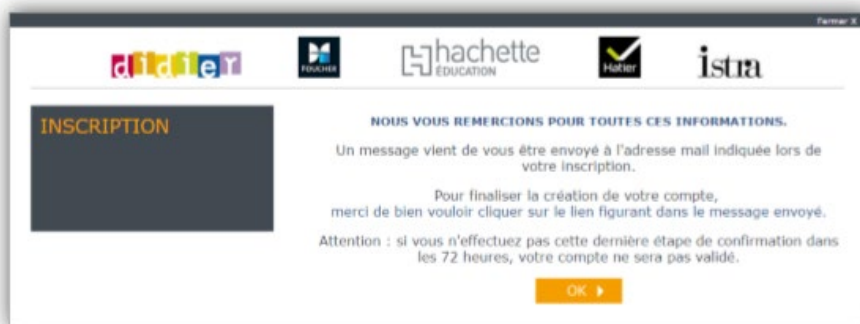 Fermer X
didier
FOUCHER
hachette
ÉDUCATION
Hatier
istra
INSCRIPTION
NOUS VOUS REMERCIONS POUR TOUTES CES INFORMATIONS.
Un message vient de vous être envoyé à l'adresse mail indiquée lors de
votre inscription.
Pour finaliser la création de votre compte,
merci de bien vouloir cliquer sur le lien figurant dans le message envoyé.
Attention : si vous n'effectuez pas cette dernière étape de confirmation dans
les 72 heures, votre compte ne sera pas validé.
OK